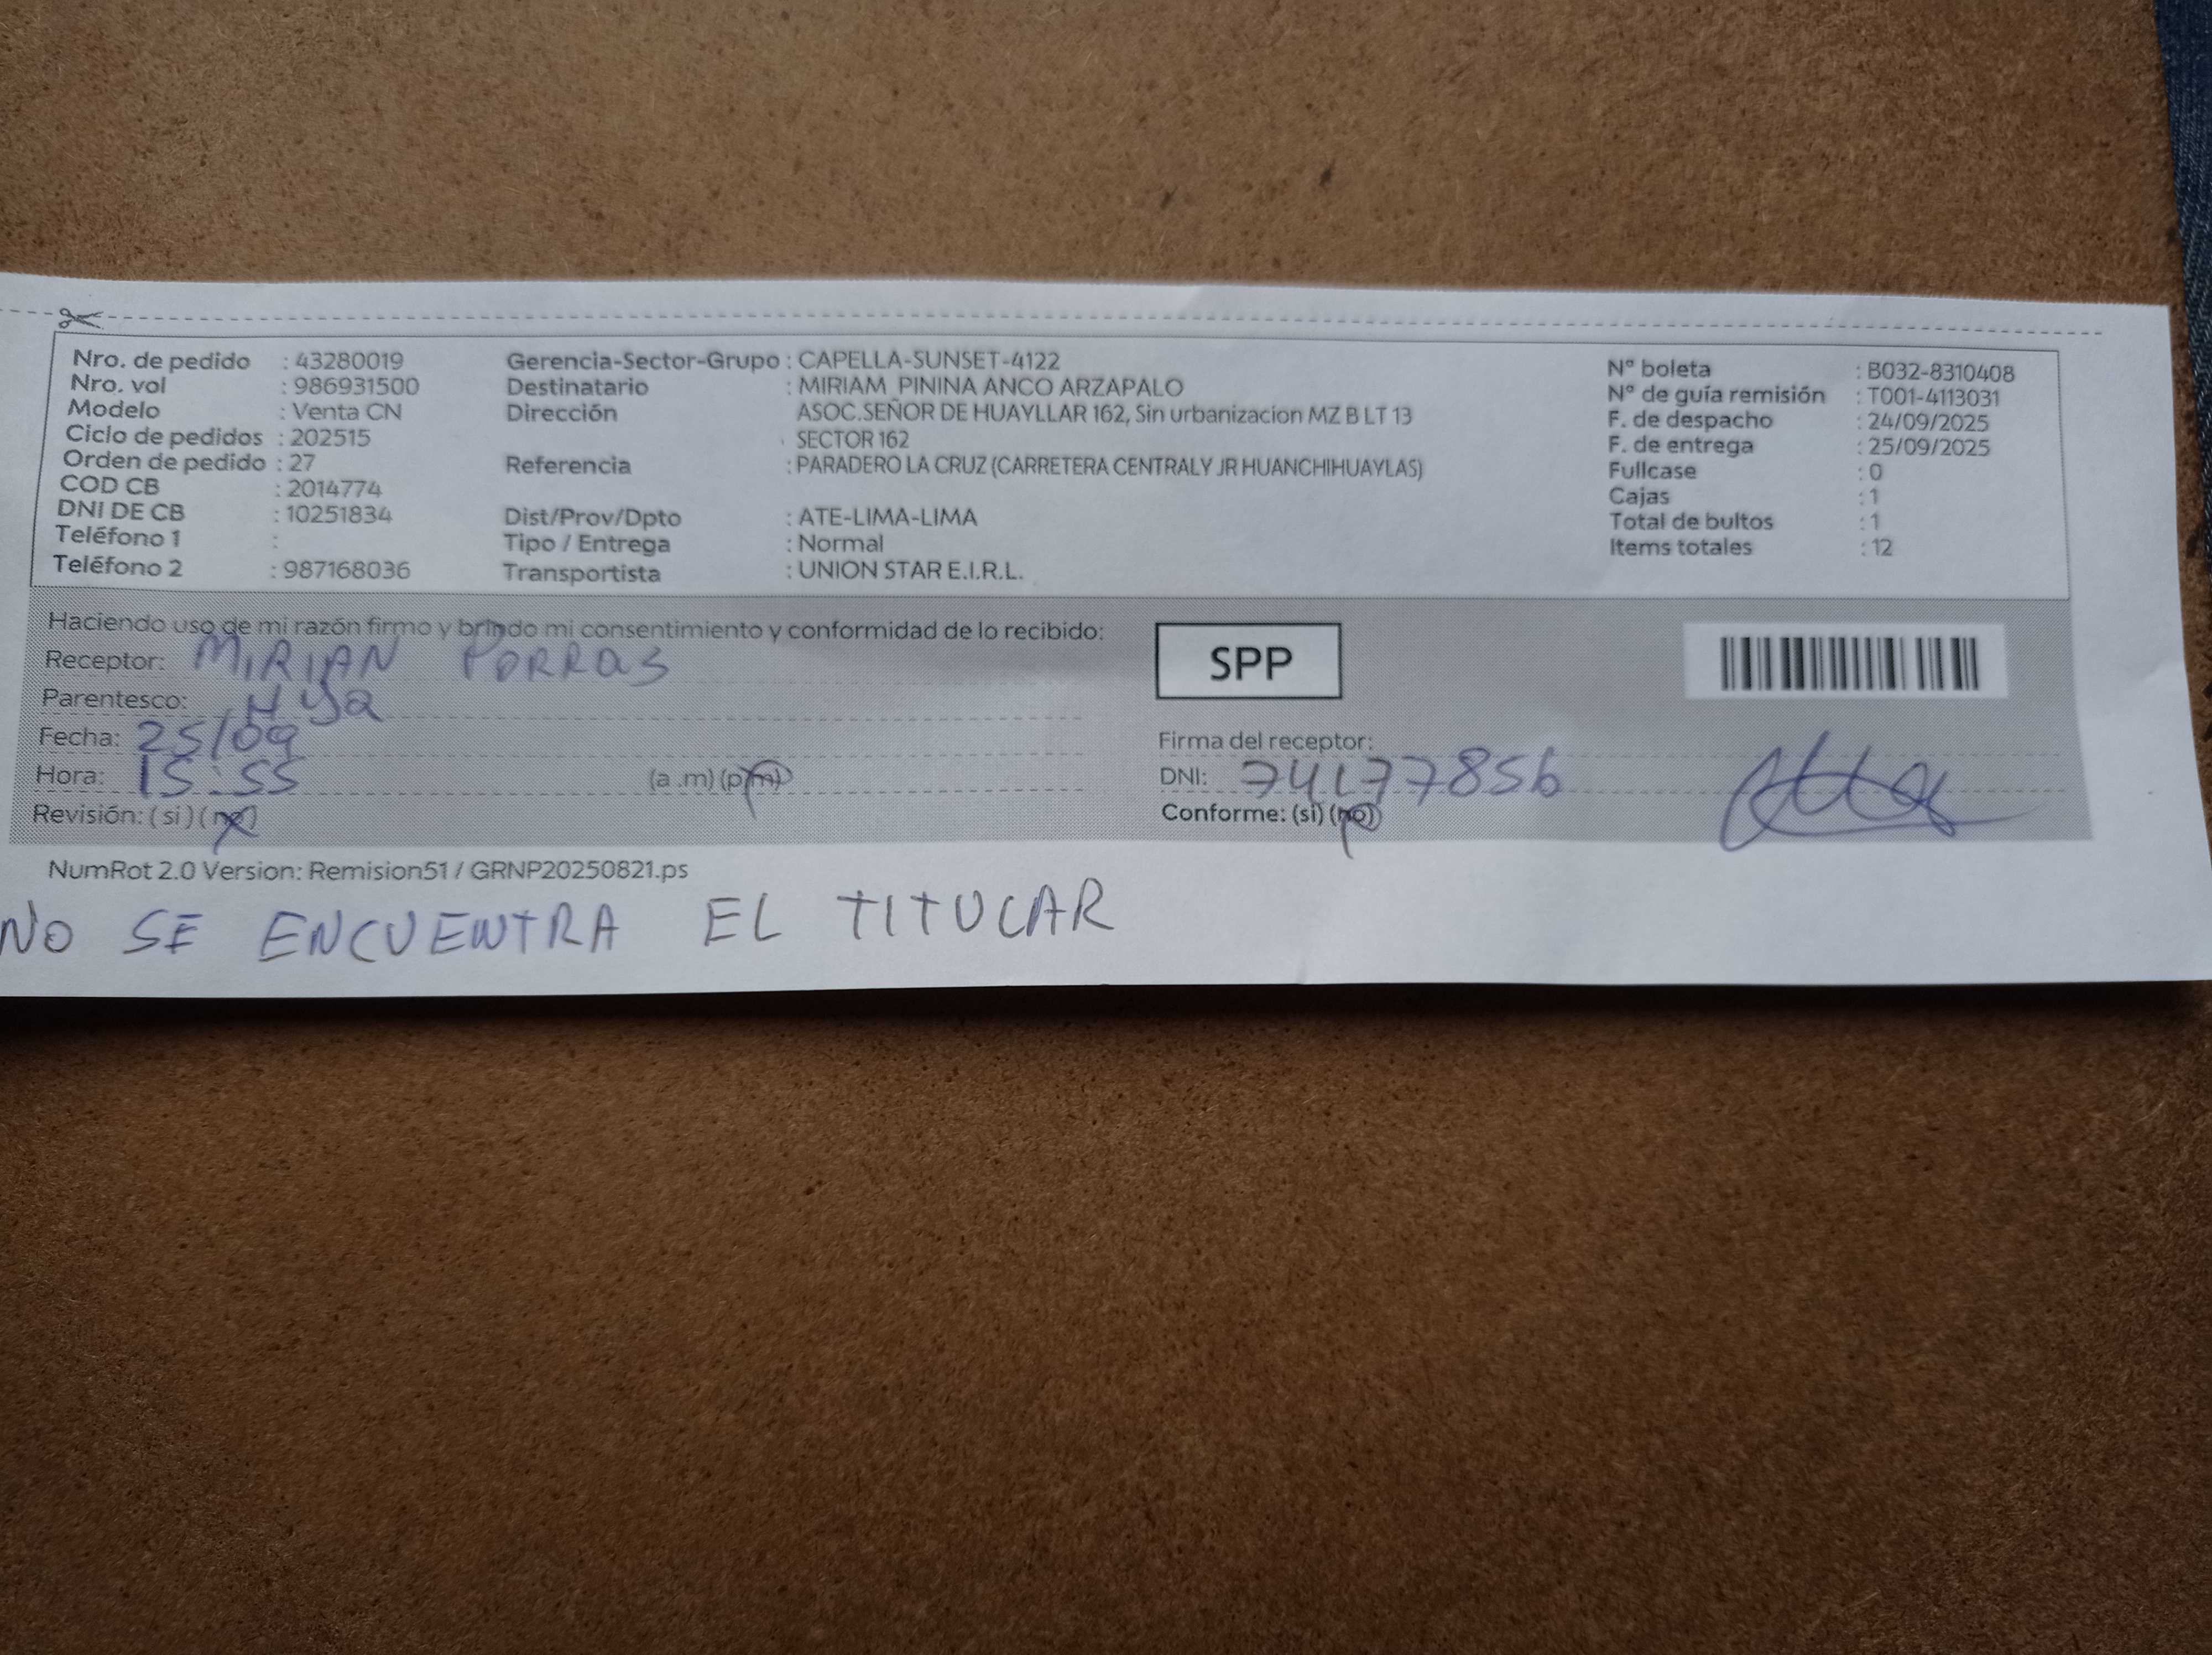 Nro. de pedido : 43280019
Nro. vol : 986931500
Modelo : Venta CN
Ciclo de pedidos : 202515
Orden de pedido : 27
COD CB : 2014774
DNI DE CB : 10251834
Teléfono 1 :
Teléfono 2 : 987168036
Gerencia-Sector-Grupo : CAPELLA-SUNSET-4122
Destinatario : MIRIAM PININA ANCO ARZAPALO
Dirección ASOC.SEÑOR DE HUAYLLAR 162, Sin urbanizacion MZ B LT 13
SECTOR 162
Referencia : PARADERO LA CRUZ (CARRETERA CENTRALY JR HUANCHIHUAYLAS)
Dist/Prov/Dpto : ATE-LIMA-LIMA
Tipo / Entrega : Normal
Transportista : UNION STAR E.I.R.L.
Nº boleta : B032-8310408
Nº de guía remisión : T001-4113031
F. de despacho : 24/09/2025
F. de entrega : 25/09/2025
Fullcase : 0
Cajas : 1
Total de bultos : 1
Items totales : 12
Haciendo uso de mi razón firmo y brindo mi consentimiento y conformidad de lo recibido:
Receptor: MIRIAN PORRAS
Parentesco: HIJA
Fecha: 25/09
Hora: 15:55 (a .m) (p.m)
Revisión: (si) (no)
SPP
Firma del receptor:
DNI: 74177856
Conforme: (si) (no)
NumRot 2.0 Version: Remision51 / GRNP20250821.ps
NO SE ENCUENTRA EL TITULAR